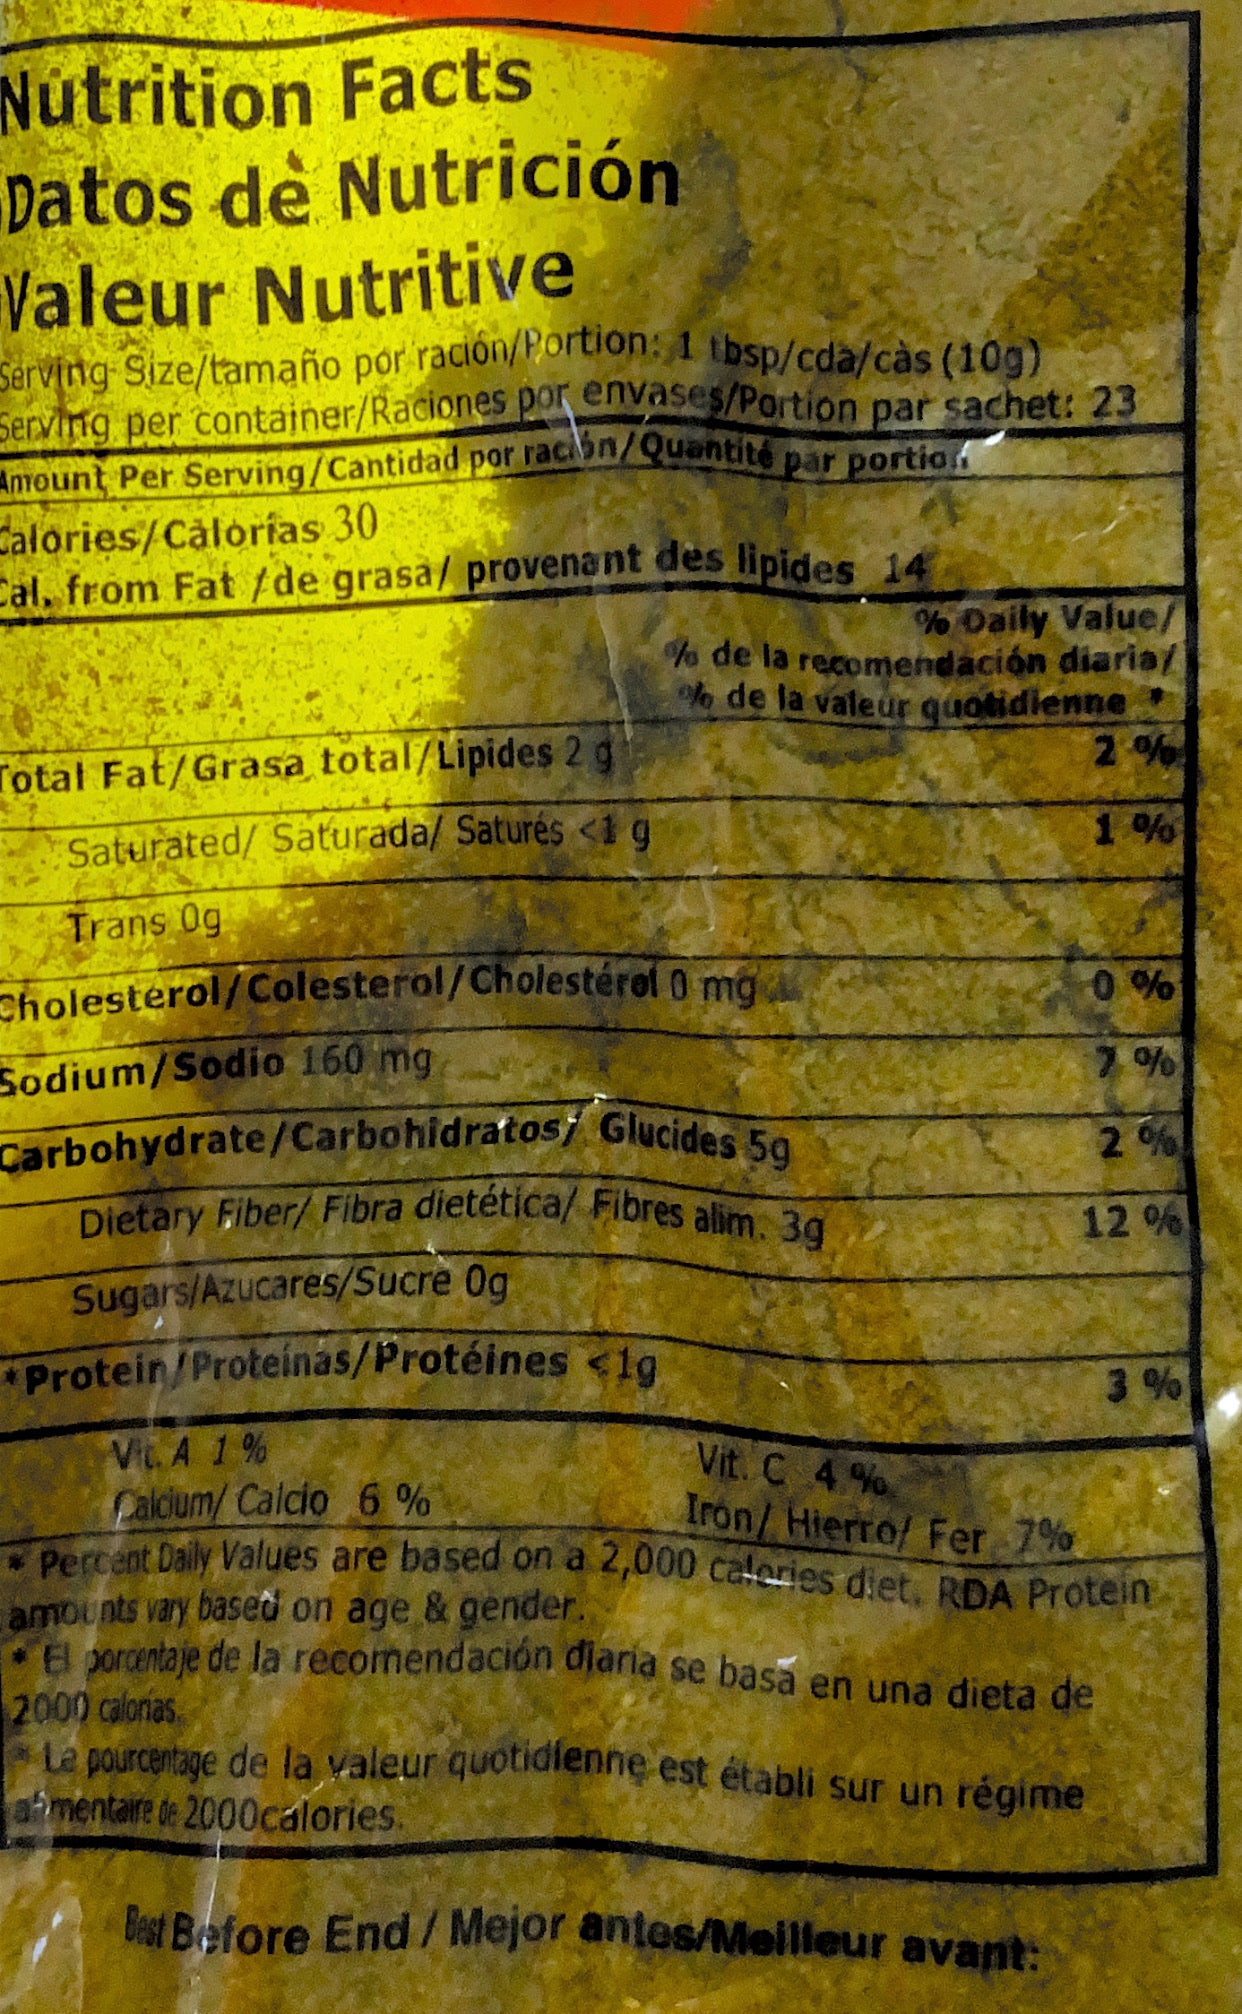 Nutrition Facts
Datos dè Nutrición
Valeur Nutritive
Serving Size/tamaño por ración/Portion: 1 tbsp/cda/càs (10g)
Serving per container/Raciones por envases/Portion par sachet: 23
Amount Per Serving/Cantidad por ración/Quantité par portion
Calories/Calorías 30
Cal. from Fat /de grasa/ provenant des lipides 14
% Daily Value/
% de la recomendación diaria/
% de la valeur quotidienne *
Total Fat/Grasa total/Lipides 2 g 2 %
Saturated/ Saturada/ Saturés <1 g 1 %
Trans 0g
Cholesterol/Colesterol/Cholestérol 0 mg 0 %
Sodium/Sodio 160 mg 7 %
Carbohydrate/Carbohidratos/ Glucides 5g 2 %
Dietary Fiber/ Fibra dietética/ Fibres alim. 3g 12 %
Sugars/Azucares/Sucre 0g
*Protein/Proteínas/Protéines <1g 3 %
Vit. A 1 % Vit. C 4 %
Calcium/ Calcio 6 % Iron/ Hierro/ Fer 7%
* Percent Daily Values are based on a 2,000 calories diet. RDA Protein
amounts vary based on age & gender.
* El porcentaje de la recomendación diaria se basa en una dieta de
2000 calorías.
* La pourcentage de la valeur quotidienne est établi sur un régime
alimentaire de 2000calories.
Best Before End / Mejor antes/Meilleur avant: